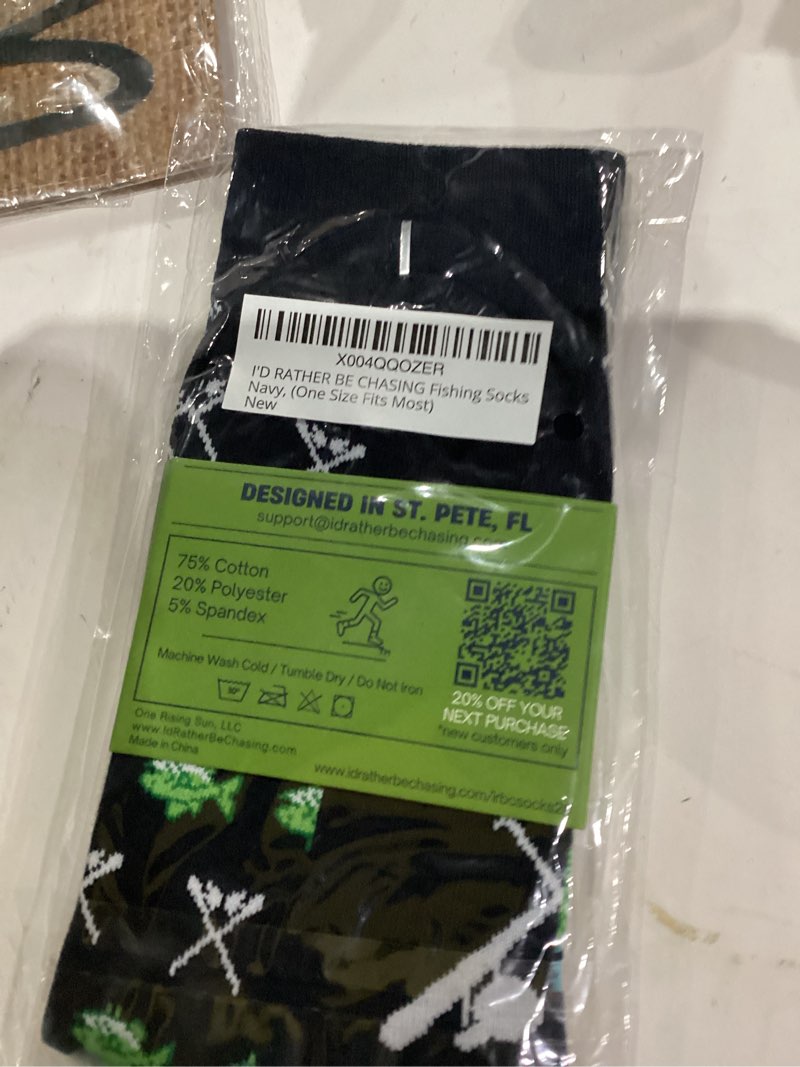 X004QQOZER
I'D RATHER BE CHASING Fishing Socks
Navy, (One Size Fits Most)
New
DESIGNED IN ST. PETE, FL
75% Cotton
20% Polyester
5% Spandex
Machine Wash Cold / Tumble Dry / Do Not Iron
30°
20% OFF YOUR
NEXT PURCHASE
*new customers only
One Rising Sun, LLC
www.IdRatherBeChasing.com
Made in China